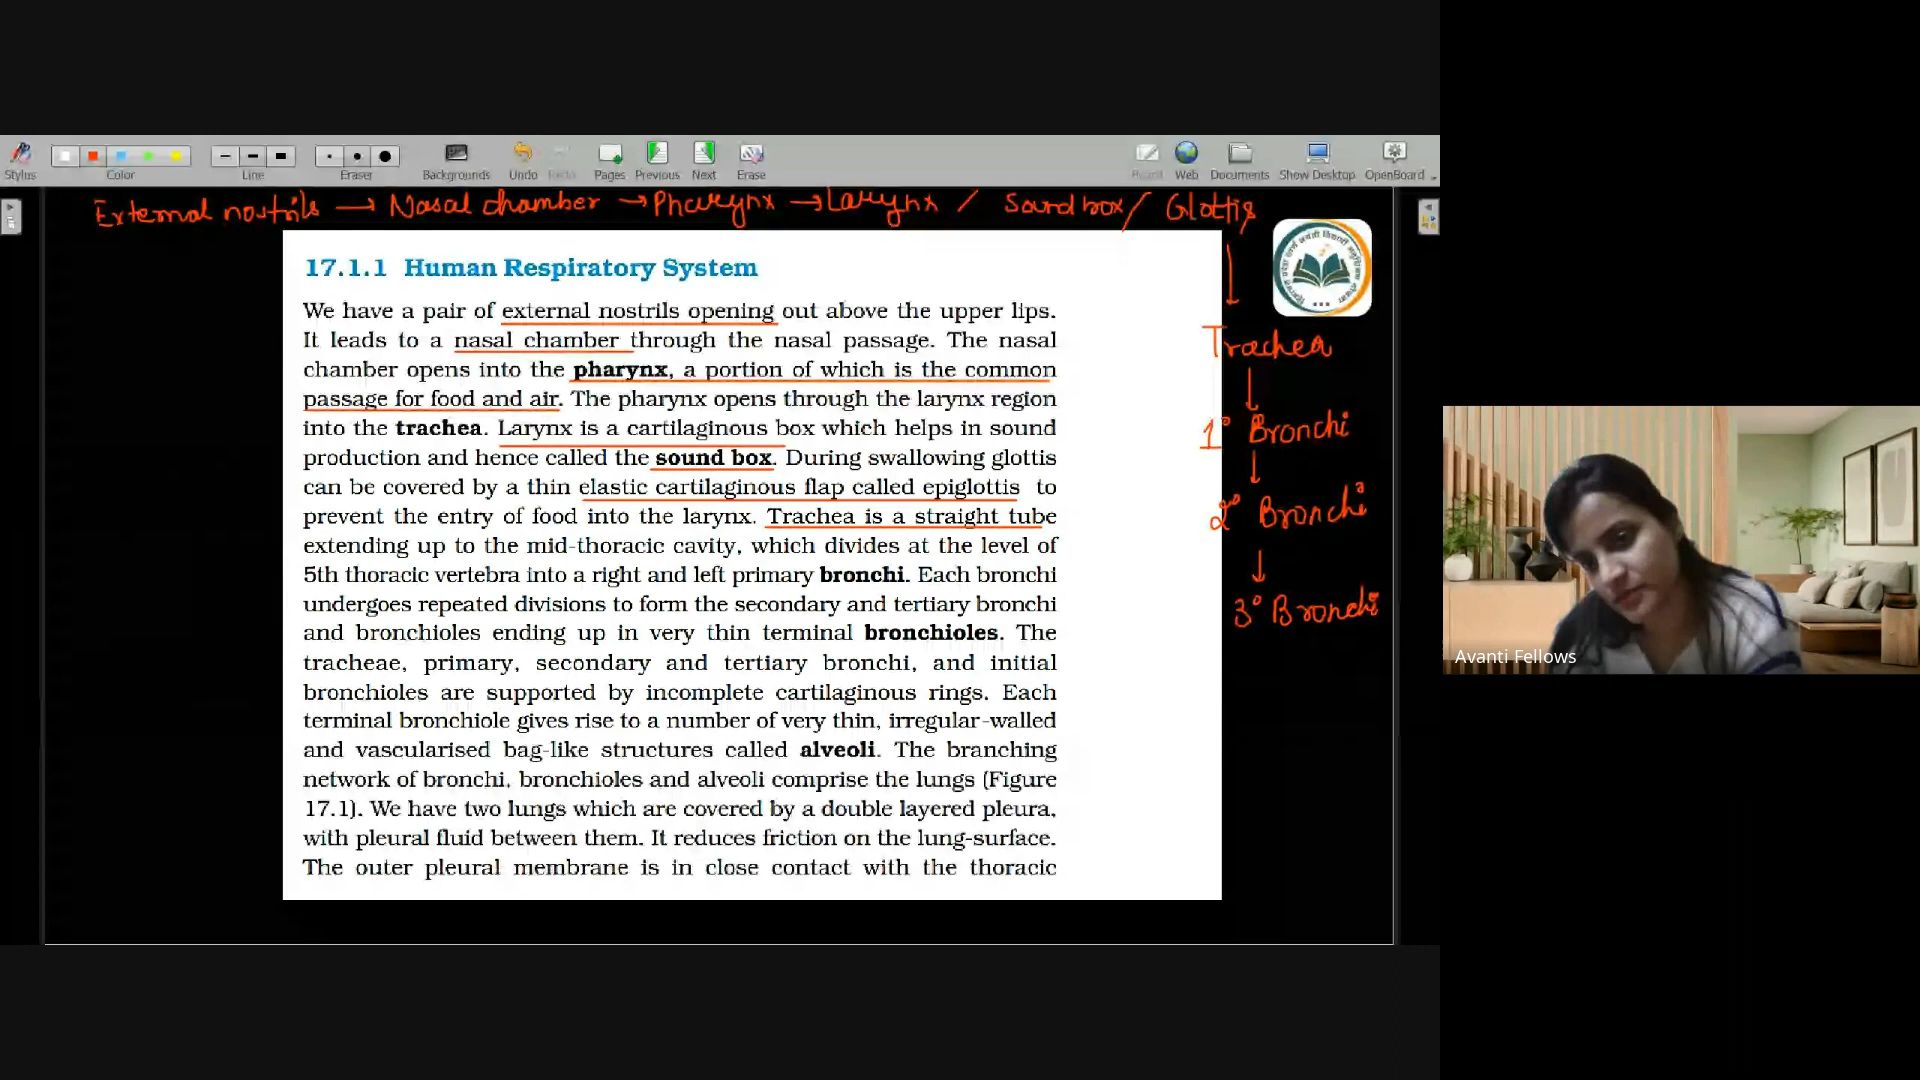 Stylus
Color
Line
Eraser
Backgrounds
Undo
Redo
Pages
Previous
Next
Erase
Board
Web
Documents
Show Desktop
OpenBoard
External nostrils → Nasal chamber → Pharynx → Larynx / Sound box / Glottis
↓
Trachea
↓
1° Bronchi
↓
2° Bronchi
↓
3° Bronchi
17.1.1 Human Respiratory System
We have a pair of external nostrils opening out above the upper lips.
It leads to a nasal chamber through the nasal passage. The nasal
chamber opens into the pharynx, a portion of which is the common
passage for food and air. The pharynx opens through the larynx region
into the trachea. Larynx is a cartilaginous box which helps in sound
production and hence called the sound box. During swallowing glottis
can be covered by a thin elastic cartilaginous flap called epiglottis to
prevent the entry of food into the larynx. Trachea is a straight tube
extending up to the mid-thoracic cavity, which divides at the level of
5th thoracic vertebra into a right and left primary bronchi. Each bronchi
undergoes repeated divisions to form the secondary and tertiary bronchi
and bronchioles ending up in very thin terminal bronchioles. The
tracheae, primary, secondary and tertiary bronchi, and initial
bronchioles are supported by incomplete cartilaginous rings. Each
terminal bronchiole gives rise to a number of very thin, irregular-walled
and vascularised bag-like structures called alveoli. The branching
network of bronchi, bronchioles and alveoli comprise the lungs (Figure
17.1). We have two lungs which are covered by a double layered pleura,
with pleural fluid between them. It reduces friction on the lung-surface.
The outer pleural membrane is in close contact with the thoracic
Avanti Fellows